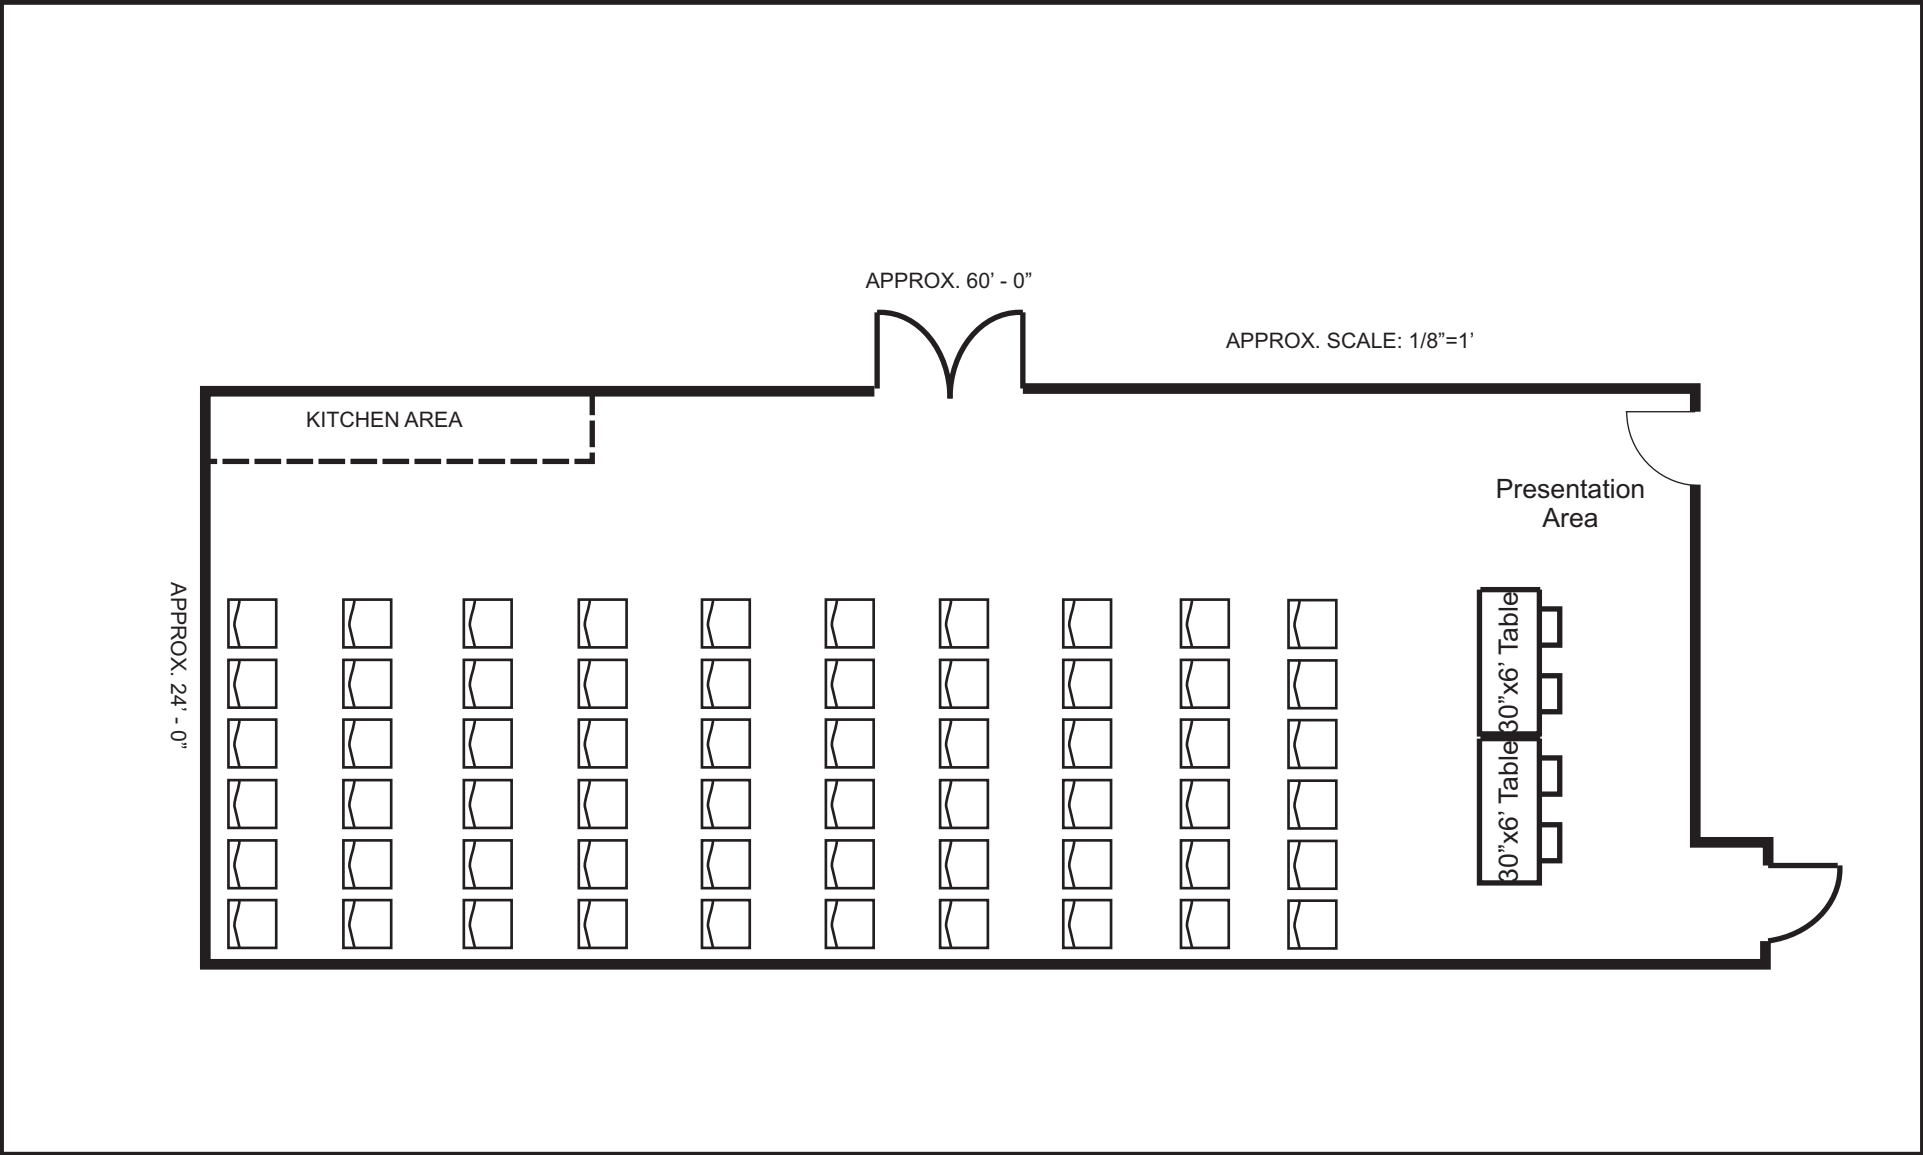 APPROX. 60’ - 0”
APPROX. SCALE: 1/8”=1’
KITCHEN AREA
Presentation
Area
APPROX. 24’ - 0”
30”x6’ Table
30”x6’ Table